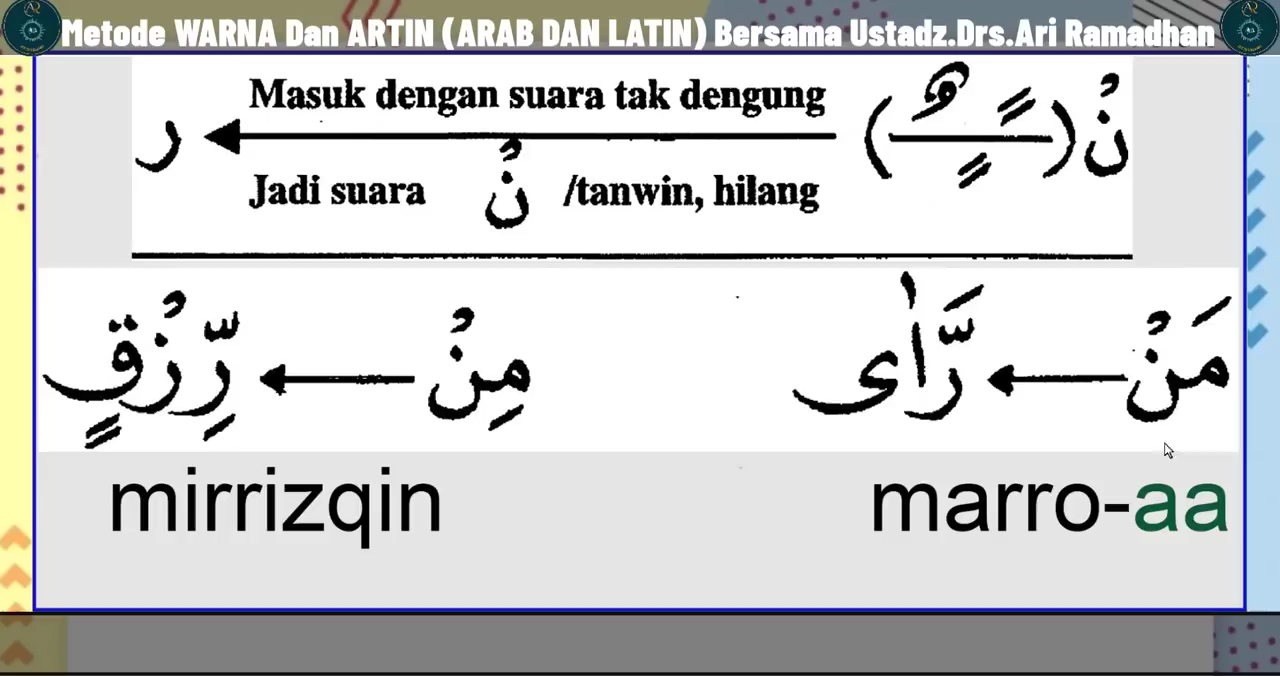 Metode WARNA Dan ARTIN (ARAB DAN LATIN) Bersama Ustadz.Drs.Ari Ramadhan
نْ (ـًـٍـٌ) Masuk dengan suara tak dengung ر
Jadi suara نْ /tanwin, hilang
مَنْ رَّاٰى
مِنْ رِّزْقٍ
mirrizqin marro-aa